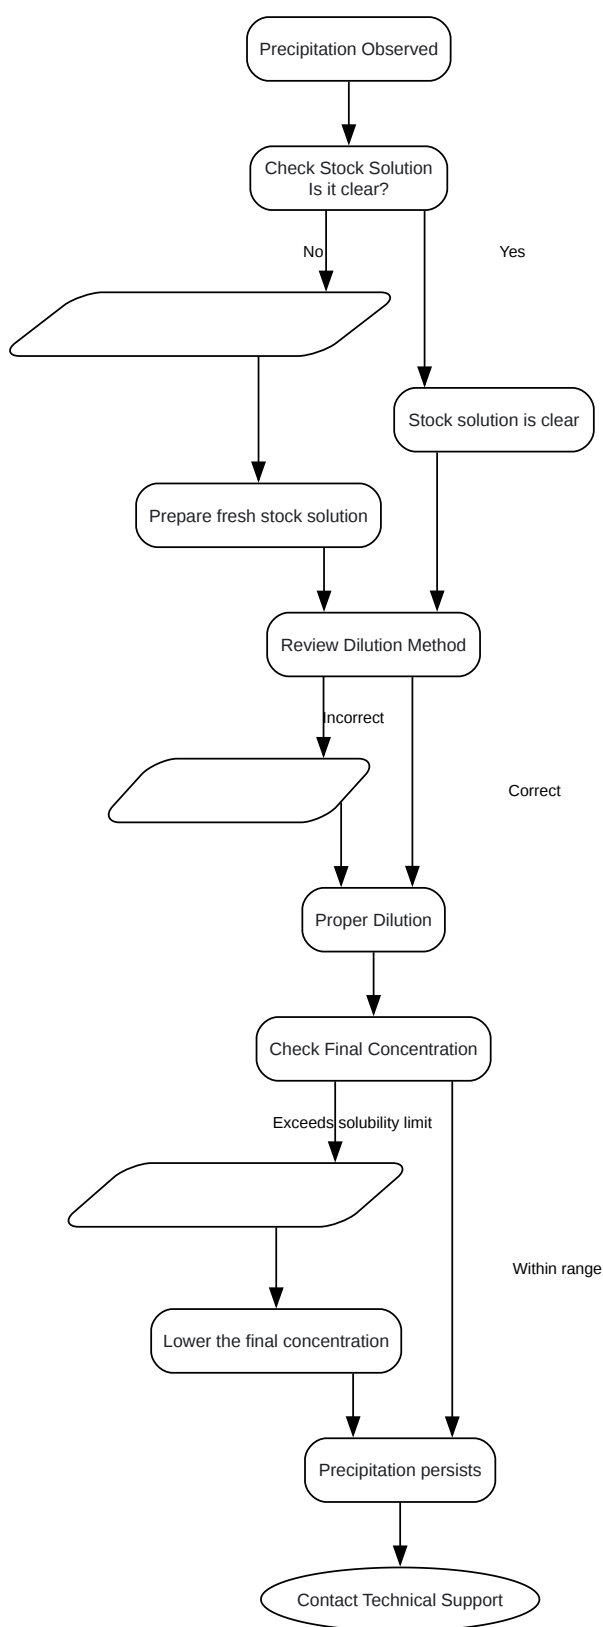 Precipitation Observed
Check Stock Solution
Is it clear?
No
Yes
Stock solution is clear
Prepare fresh stock solution
Review Dilution Method
Incorrect
Correct
Proper Dilution
Check Final Concentration
Exceeds solubility limit
Within range
Lower the final concentration
Precipitation persists
Contact Technical Support